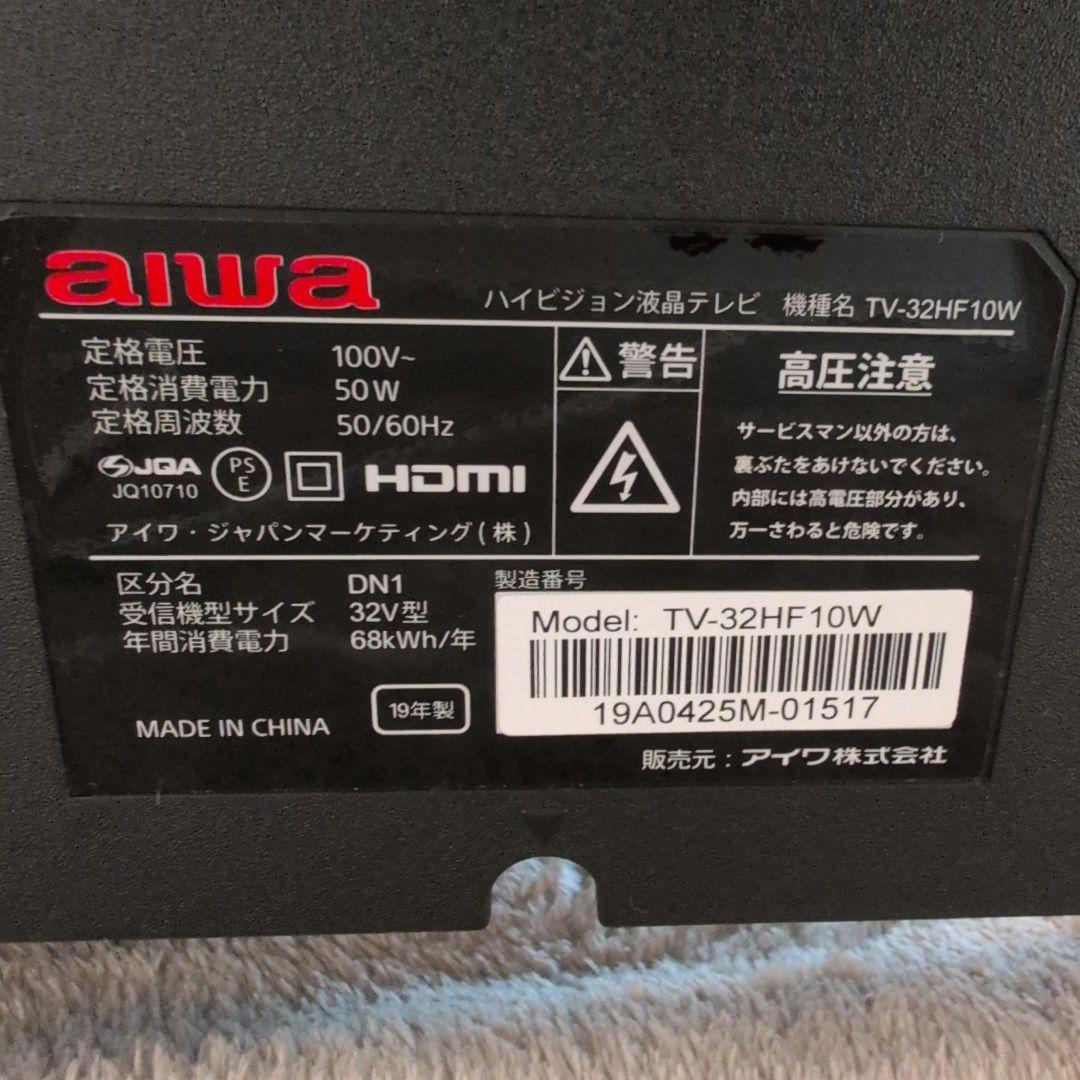 aiwa
ハイビジョン液晶テレビ 機種名 TV-32HF10W
定格電圧 100V~
定格消費電力 50W
定格周波数 50/60Hz
JQA
JQ10710
PS
E
HDMI
アイワ・ジャパンマーケティング(株)
警告
高圧注意
サービスマン以外の方は、
裏ぶたをあけないでください。
内部には高電圧部分があり、
万一さわると危険です。
区分名 DN1
受信機型サイズ 32V型
年間消費電力 68kWh/年
MADE IN CHINA
19年製
製造番号
Model: TV-32HF10W
19A0425M-01517
販売元：アイワ株式会社